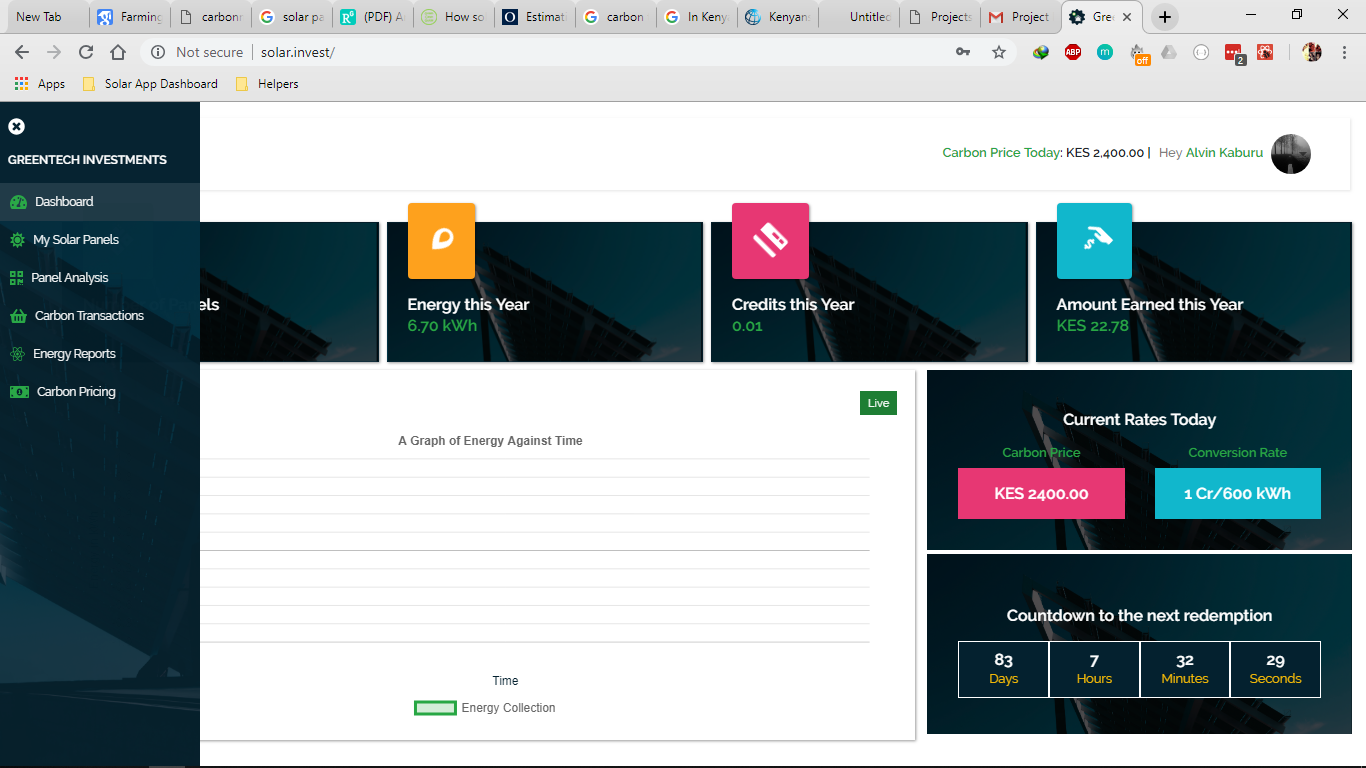 New Tab
Farming
carbonr
solar pa
(PDF) A
How so
Estimat
carbon
In Keny
Kenyans
Untitled
Projects
Project
Gre
Not secure
solar.invest/
ABP
m
off
2
Apps
Solar App Dashboard
Helpers
GREENTECH INVESTMENTS
Carbon Price Today: KES 2,400.00 | Hey Alvin Kaburu
Dashboard
My Solar Panels
Panel Analysis
Carbon Transactions
Energy Reports
Carbon Pricing
els
Energy this Year
6.70 kWh
Credits this Year
0.01
Amount Earned this Year
KES 22.78
Live
A Graph of Energy Against Time
Time
Energy Collection
Current Rates Today
Carbon Price
Conversion Rate
KES 2400.00
1 Cr/600 kWh
Countdown to the next redemption
83
7
32
29
Days
Hours
Minutes
Seconds